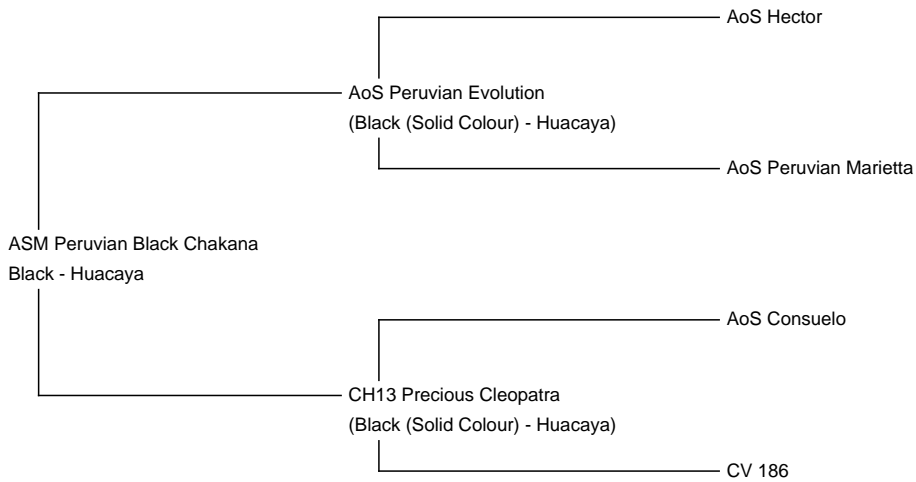 AoS Hector
AoS Peruvian Evolution
(Black (Solid Colour) - Huacaya)
AoS Peruvian Marietta
ASM Peruvian Black Chakana
Black - Huacaya
AoS Consuelo
CH13 Precious Cleopatra
(Black (Solid Colour) - Huacaya)
CV 186